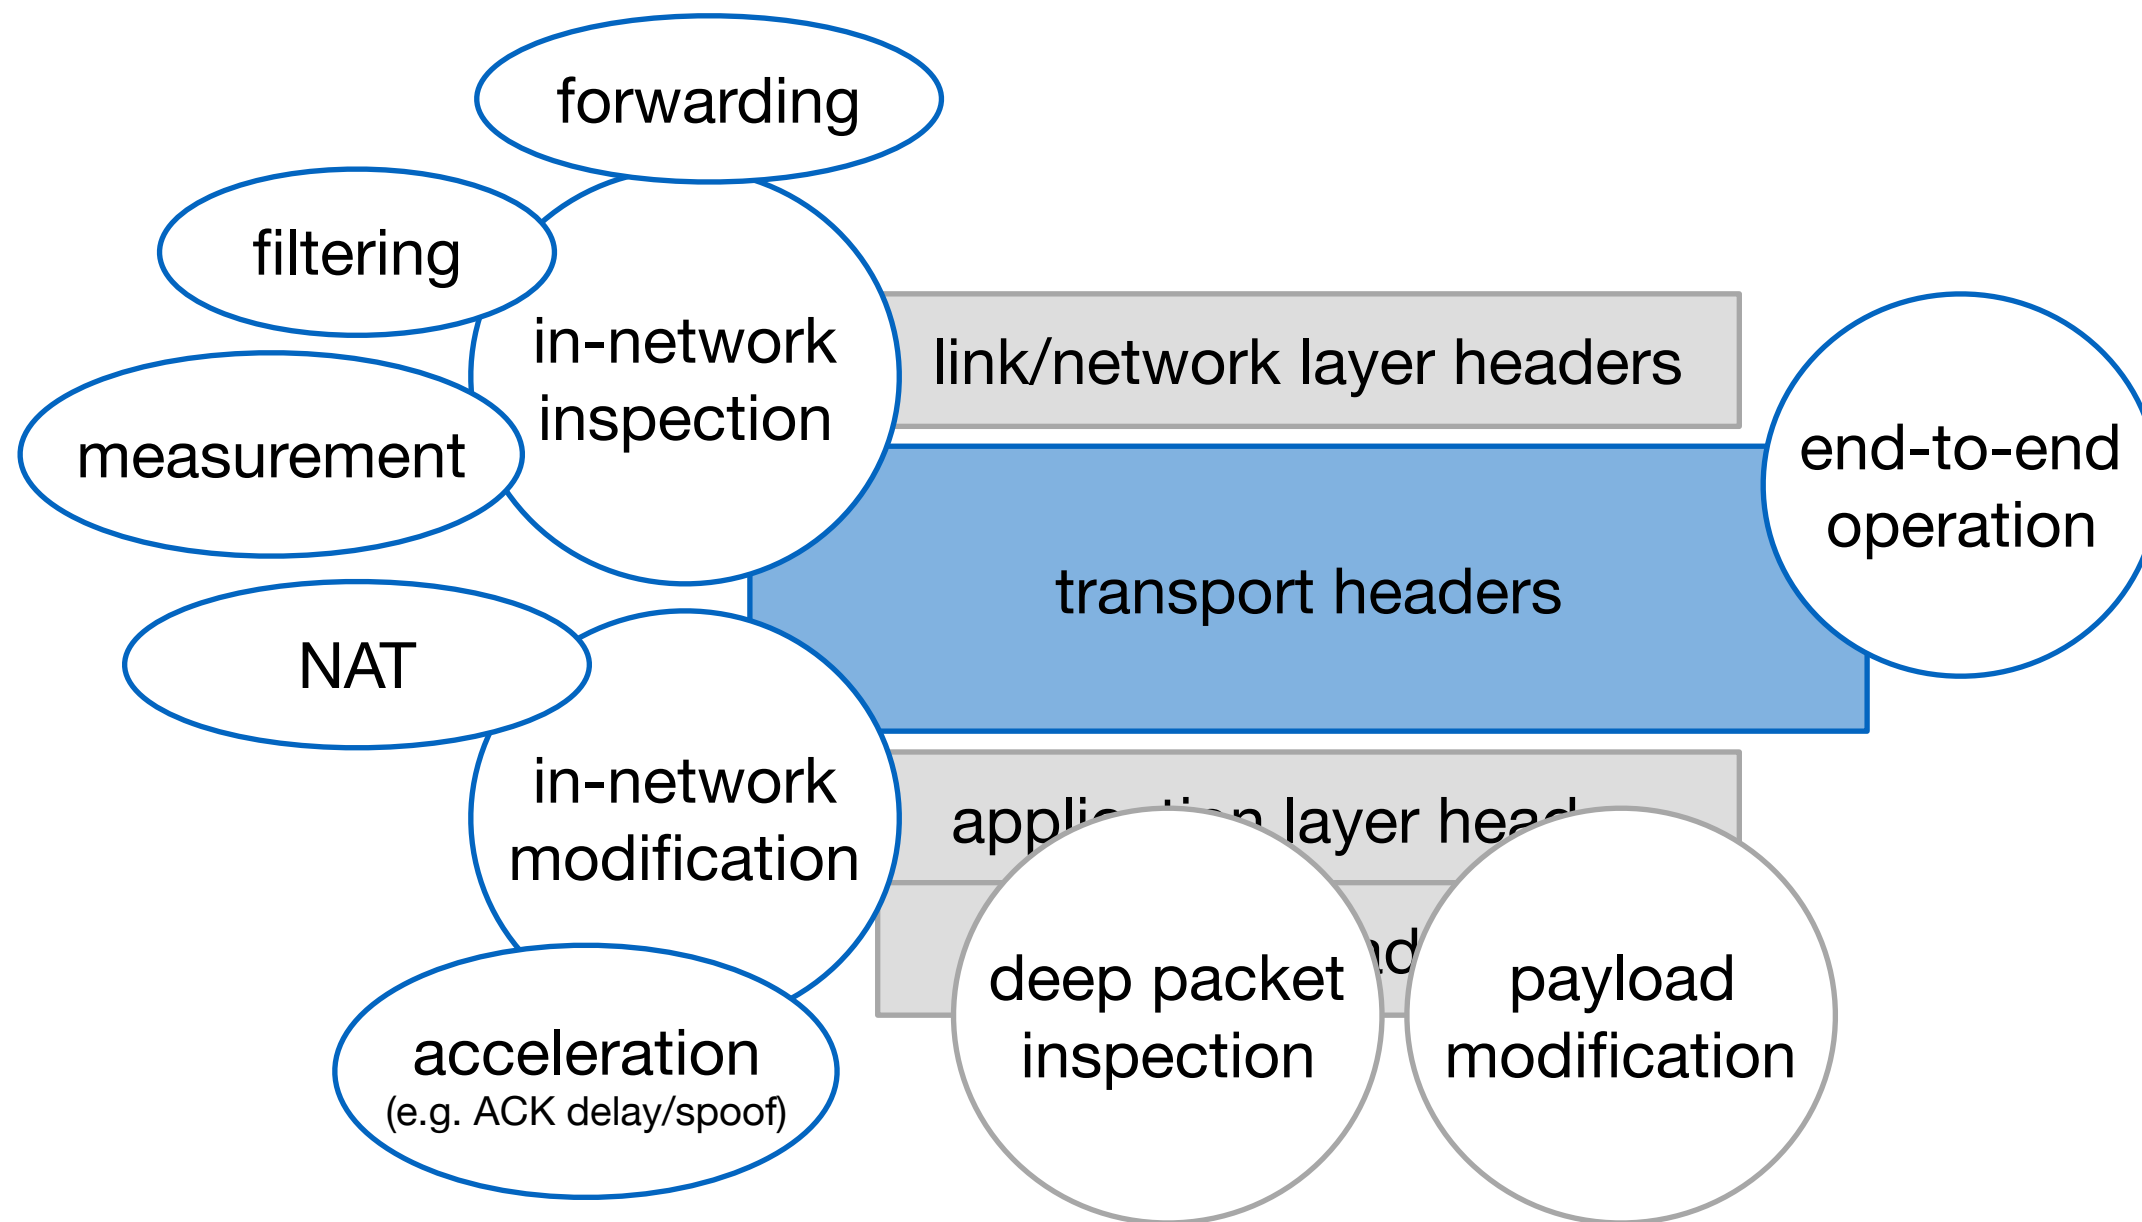 forwarding
filtering
in-network
inspection
measurement
link/network layer headers
end-to-end
operation
transport headers
NAT
in-network
modification
layer
deep packet
inspection
payload
modification
acceleration
(e.g. ACK delay/spoof)